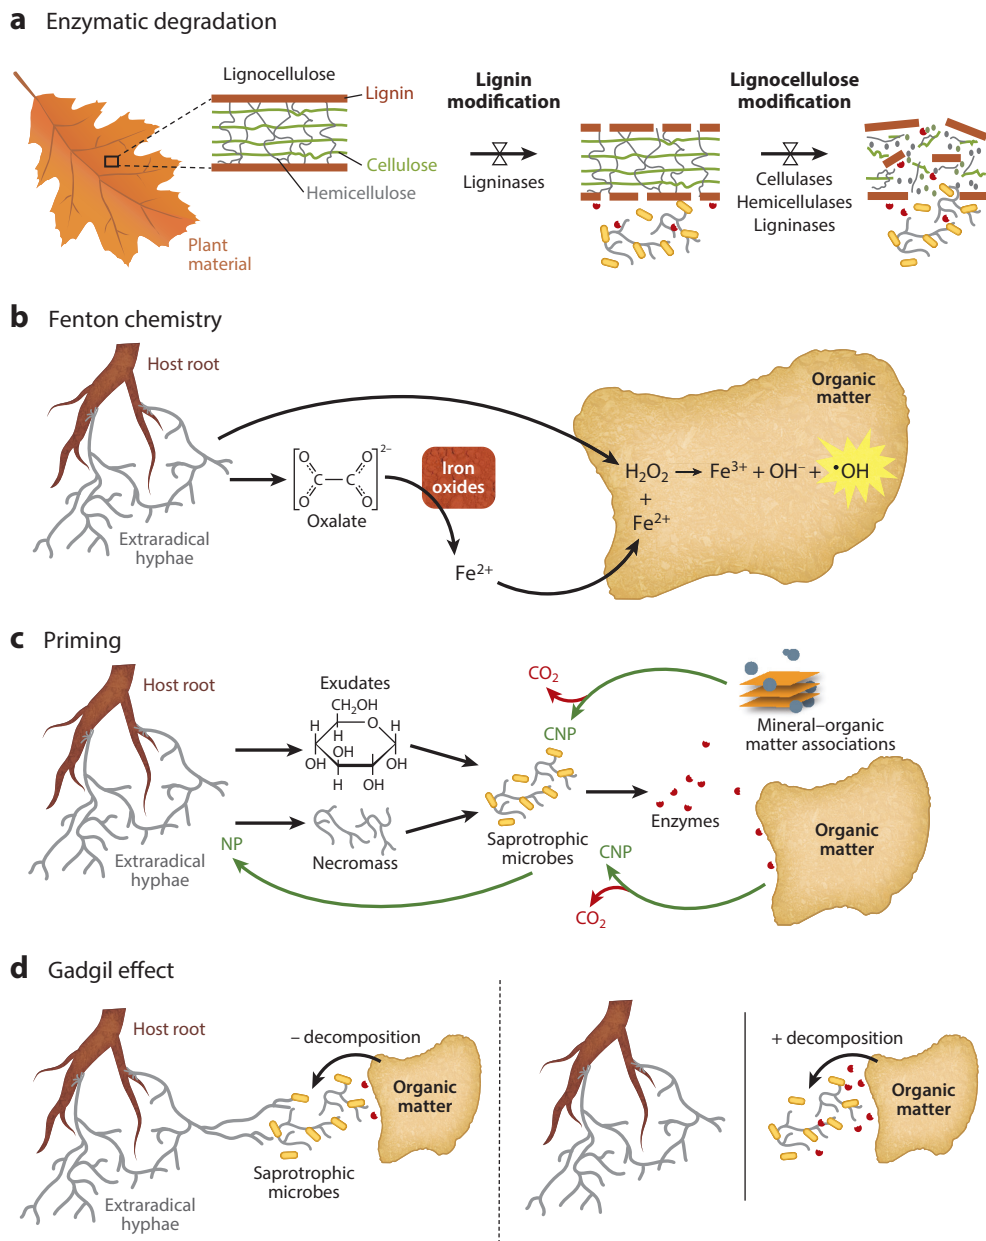 a Enzymatic degradation
Lignocellulose
Lignin
Cellulose
Hemicellulose
Plant
material
Lignin
modification
Ligninases
Lignocellulose
modification
Cellulases
Hemicellulases
Ligninases
b Fenton chemistry
Host root
Extraradical
hyphae
O O 2–
C — C
O O
Oxalate
Iron
oxides
Fe²⁺
Organic
matter
H₂O₂ → Fe³⁺ + OH⁻ + •OH
+
Fe²⁺
c Priming
Host root
Extraradical
hyphae
NP
Exudates
CH₂OH
H O H
H
OH OH OH
H OH
Necromass
Saprotrophic
microbes
CO₂
CNP
Mineral–organic
matter associations
Enzymes
CNP
CO₂
Organic
matter
d Gadgil effect
Host root
Extraradical
hyphae
– decomposition
Organic
matter
Saprotrophic
microbes
+ decomposition
Organic
matter